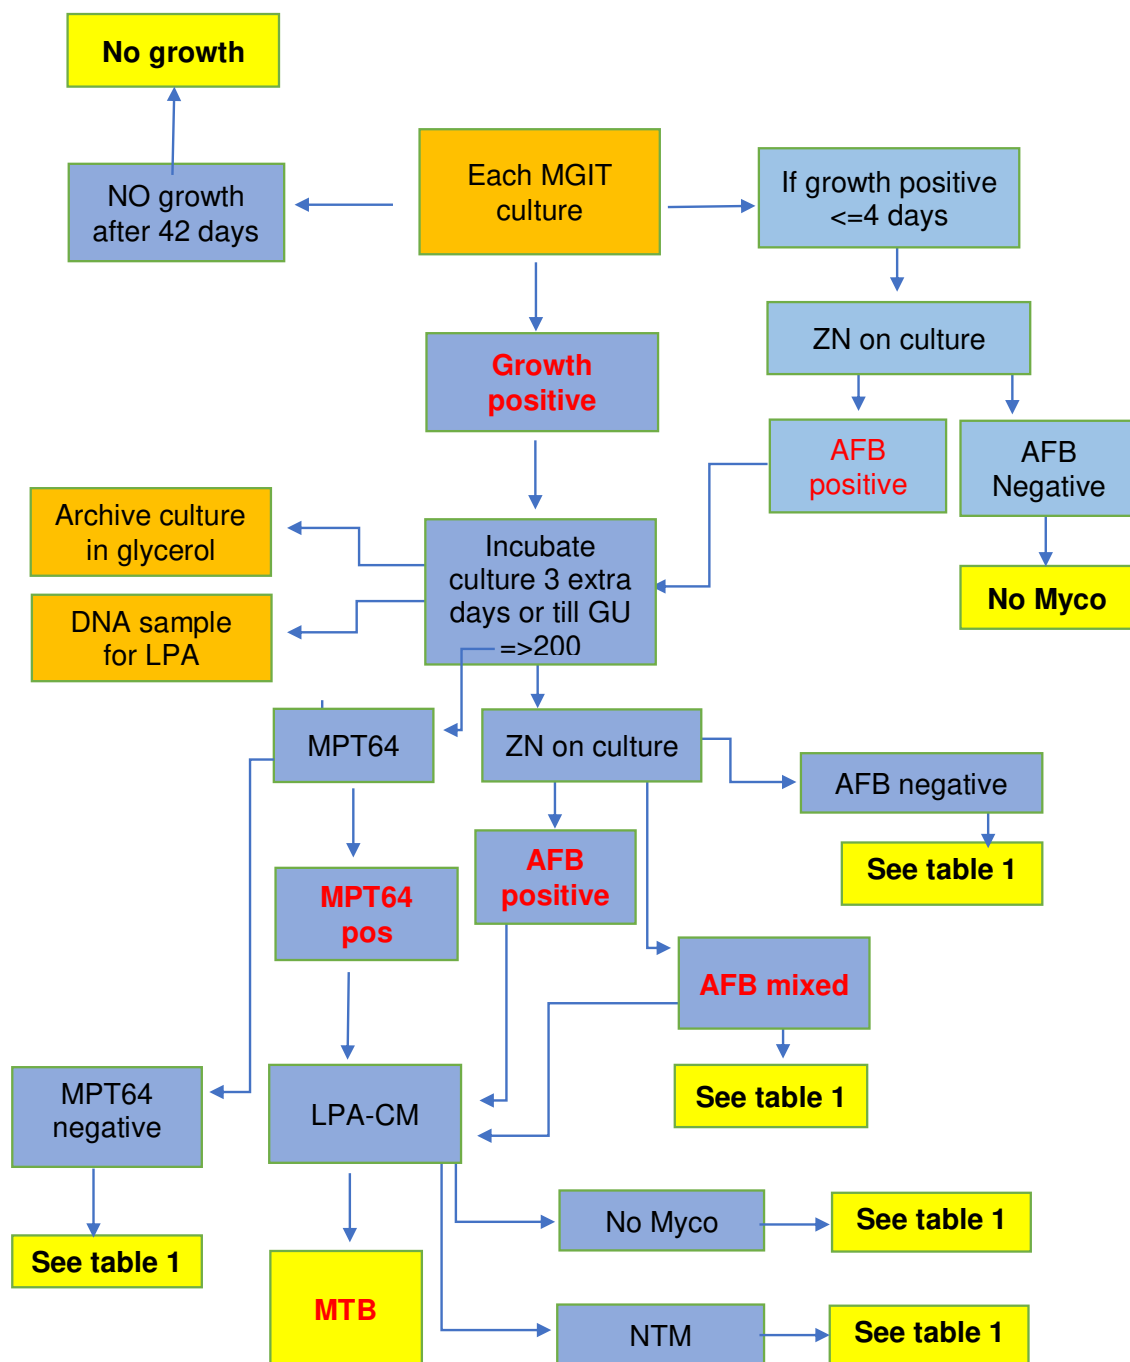 No growth
Each MGIT
culture
If growth positive
<=4 days
NO growth
after 42 days
ZN on culture
Growth
positive
AFB
positive
AFB
Negative
Archive culture
in glycerol
Incubate
culture 3 extra
days or till GU
=>200
No Myco
DNA sample
for LPA
MPT64
ZN on culture
AFB negative
See table 1
AFB
positive
MPT64
pos
AFB mixed
See table 1
MPT64
negative
LPA-CM
See table 1
No Myco
See table 1
MTB
NTM
See table 1